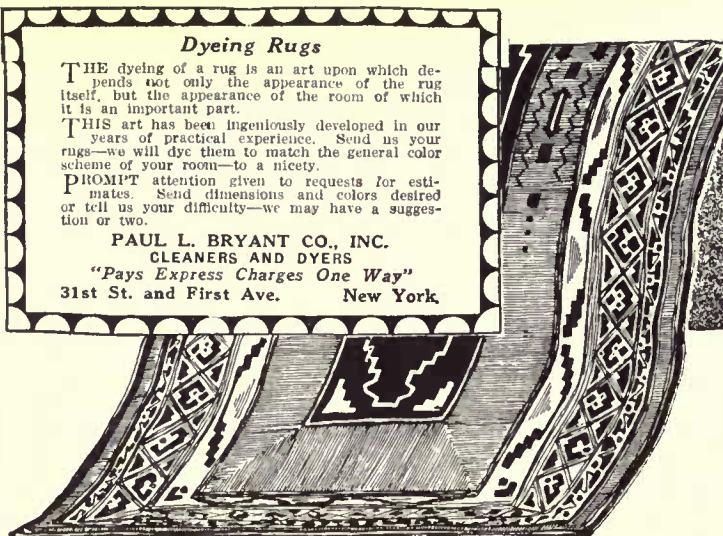 Dyeing Rugs
THE dyeing of a rug is an art upon which de-
pends not only the appearance of the rug
itself, but the appearance of the room of which
it is an important part.
THIS art has been ingeniously developed in our
years of practical experience. Send us your
rugs—we will dye them to match the general color
scheme of your room—to a nicety.
PROMPT attention given to requests for esti-
mates. Send dimensions and colors desired
or tell us your difficulty—we may have a sugges-
tion or two.
PAUL L. BRYANT CO., INC.
CLEANERS AND DYERS
"Pays Express Charges One Way"
31st St. and First Ave. New York